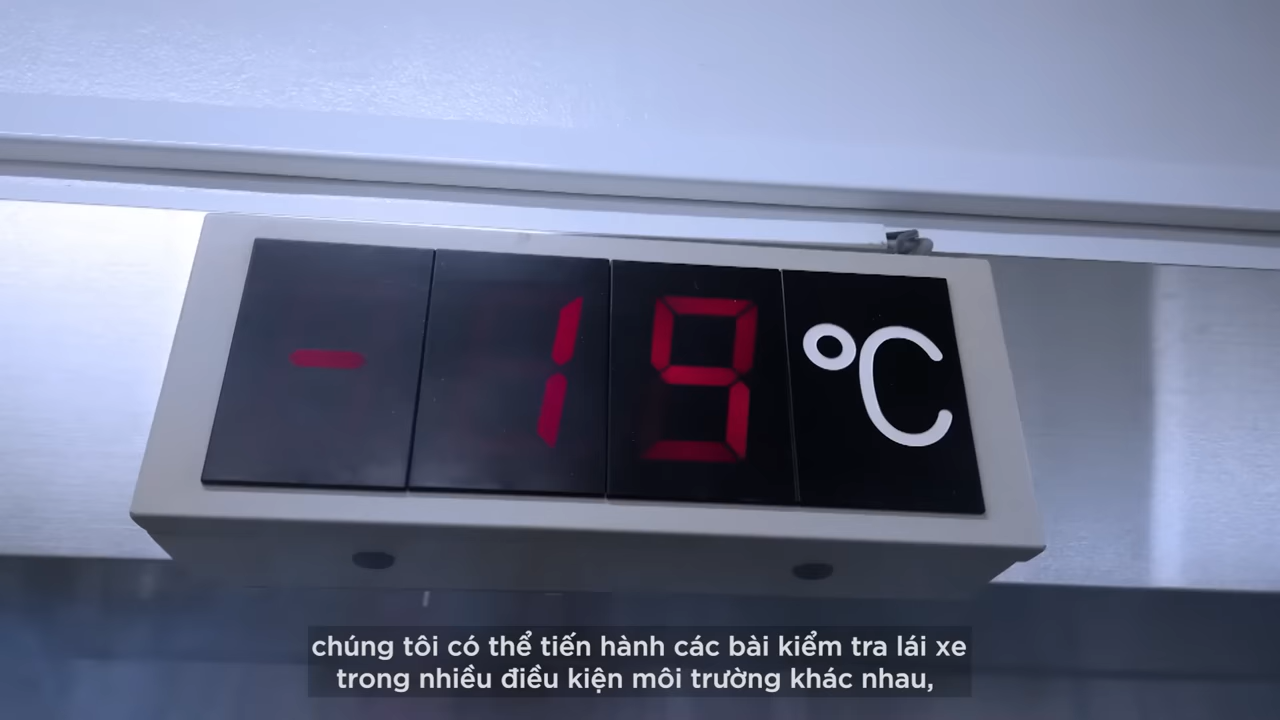 -19 °C
chúng tôi có thể tiến hành các bài kiểm tra lái xe
trong nhiều điều kiện môi trường khác nhau,